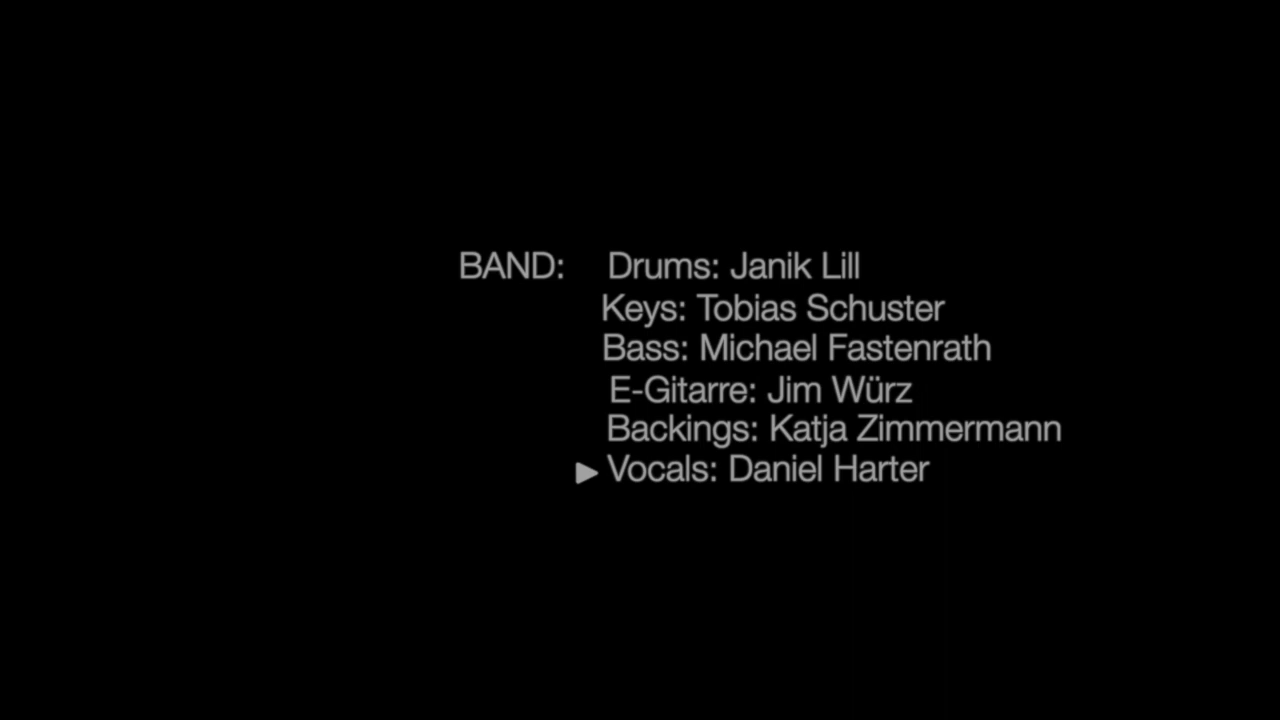 BAND: Drums: Janik Lill
Keys: Tobias Schuster
Bass: Michael Fastenrath
E-Gitarre: Jim Würz
Backings: Katja Zimmermann
Vocals: Daniel Harter